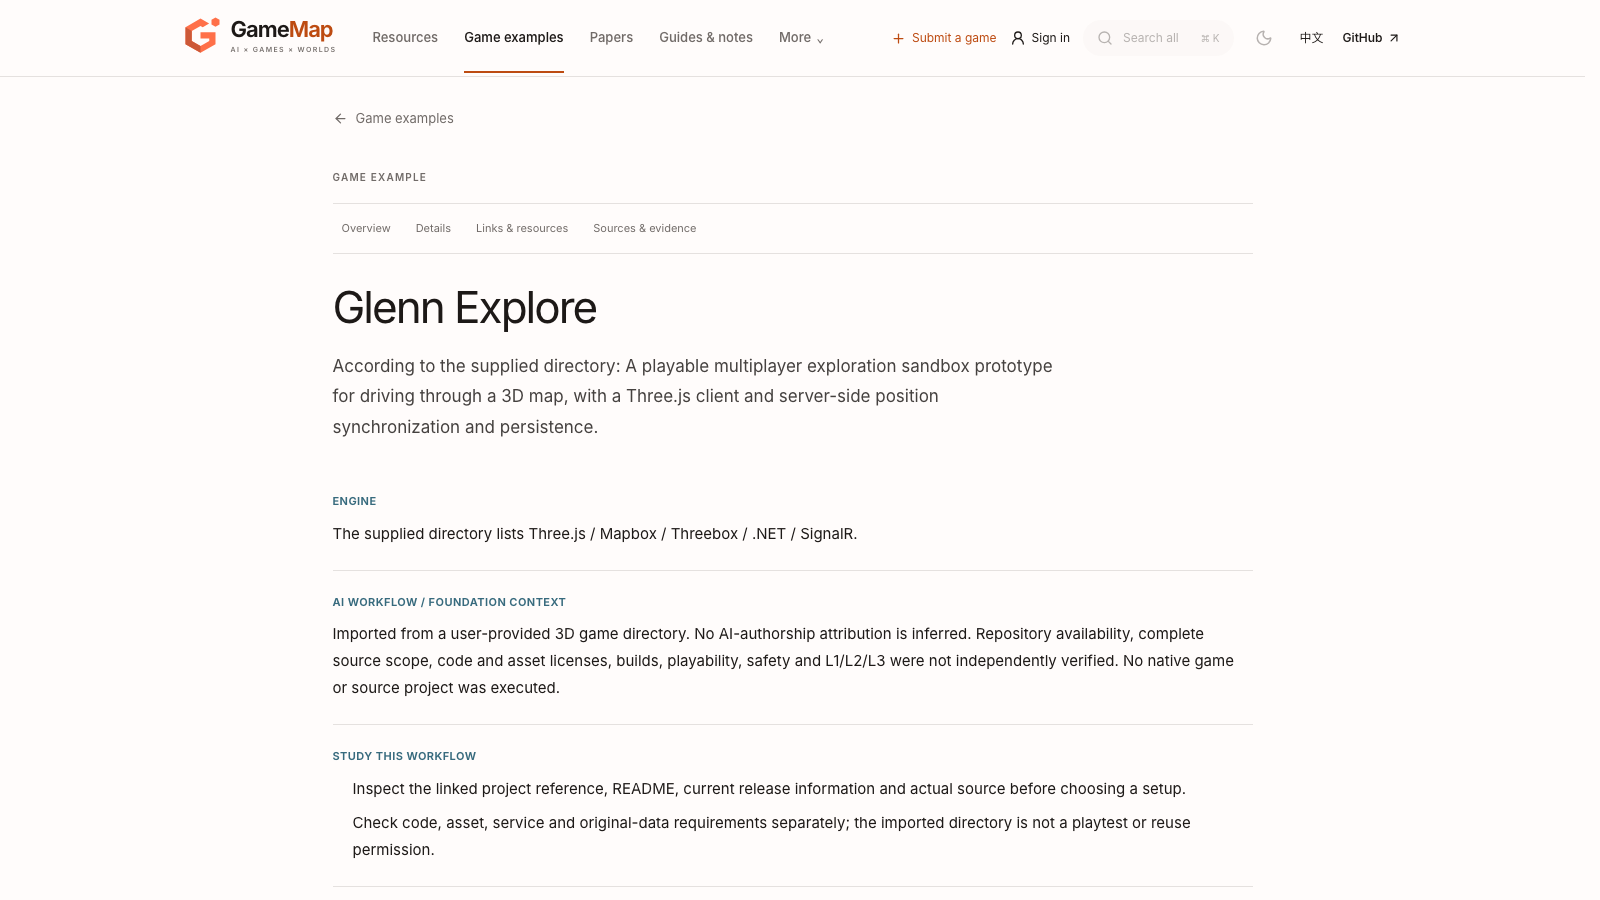 GameMap
AI × GAMES × WORLDS
Resources
Game examples
Papers
Guides & notes
More
Submit a game
Sign in
Search all
⌘ K
中文
GitHub
Game examples
GAME EXAMPLE
Overview
Details
Links & resources
Sources & evidence
Glenn Explore
According to the supplied directory: A playable multiplayer exploration sandbox prototype
for driving through a 3D map, with a Three.js client and server-side position
synchronization and persistence.
ENGINE
The supplied directory lists Three.js / Mapbox / Threebox / .NET / SignalR.
AI WORKFLOW / FOUNDATION CONTEXT
Imported from a user-provided 3D game directory. No AI-authorship attribution is inferred. Repository availability, complete
source scope, code and asset licenses, builds, playability, safety and L1/L2/L3 were not independently verified. No native game
or source project was executed.
STUDY THIS WORKFLOW
Inspect the linked project reference, README, current release information and actual source before choosing a setup.
Check code, asset, service and original-data requirements separately; the imported directory is not a playtest or reuse
permission.